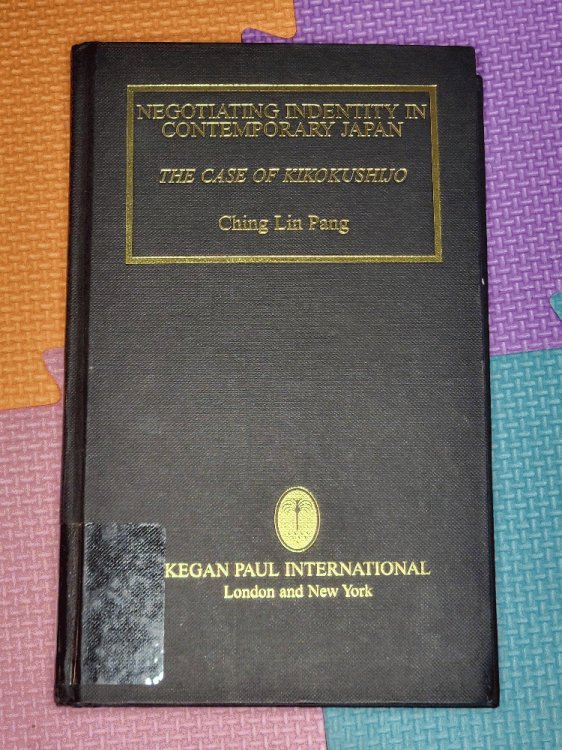 NEGOTIATING INDENTITY IN
CONTEMPORARY JAPAN
THE CASE OF KIKOKUSHIJO
Ching Lin Pang
KEGAN PAUL INTERNATIONAL
London and New York